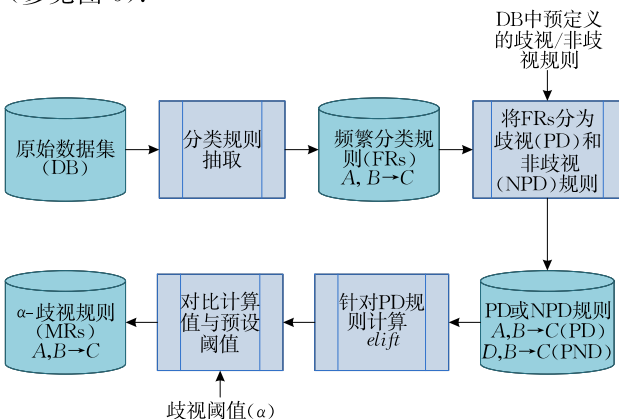 (参见图 ).
DB中预定义
的歧视/非歧
视规则
原始数据集
(DB)
分类规则
抽取
频繁分类规
则(FRs)
A, B→C
将FRs分为
歧视(PD)和
非歧视
(NPD)规则
α-歧视规则
(MRs)
A,B→C
对比计算
值与预设
阈值
针对PD规
则计算
elift
PD或NPD规则
A,B→C(PD)
D,B→C(PND)
歧视阈值(α)